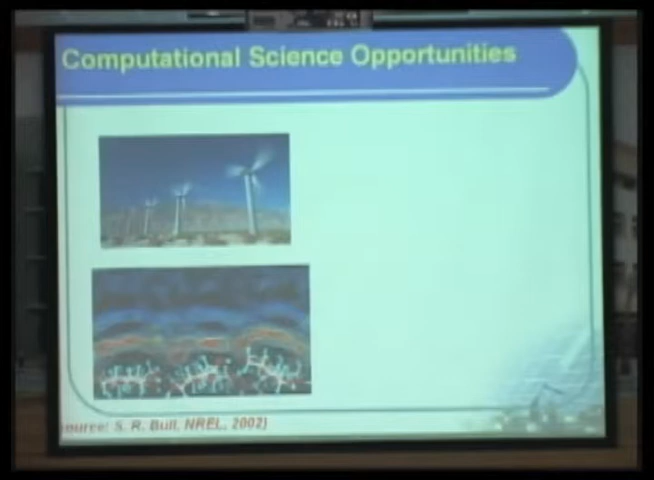 Computational Science Opportunities
ource: S. R. Bull, NREL, 2002)